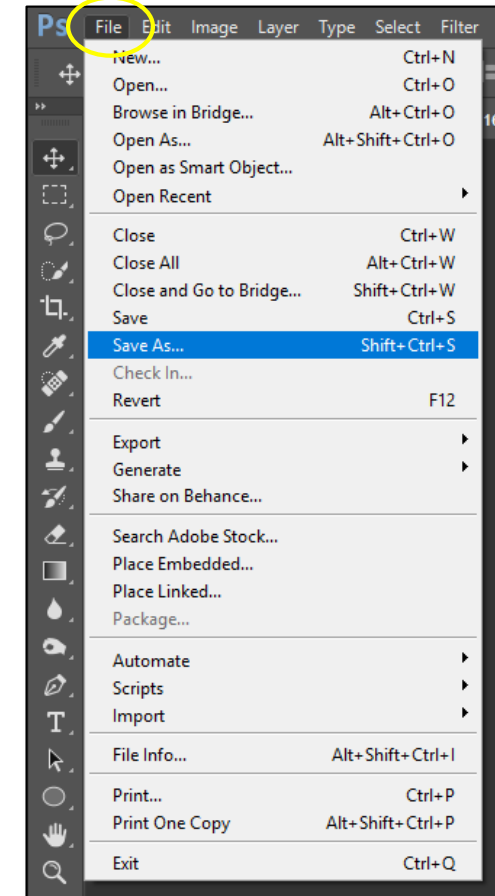 Ps File Edit Image Layer Type Select Filter
New... Ctrl+N
Open... Ctrl+O
Browse in Bridge... Alt+Ctrl+O
Open As... Alt+Shift+Ctrl+O
Open as Smart Object...
Open Recent
Close Ctrl+W
Close All Alt+Ctrl+W
Close and Go to Bridge... Shift+Ctrl+W
Save Ctrl+S
Save As... Shift+Ctrl+S
Check In...
Revert F12
Export
Generate
Share on Behance...
Search Adobe Stock...
Place Embedded...
Place Linked...
Package...
Automate
Scripts
Import
File Info... Alt+Shift+Ctrl+I
Print... Ctrl+P
Print One Copy Alt+Shift+Ctrl+P
Exit Ctrl+Q